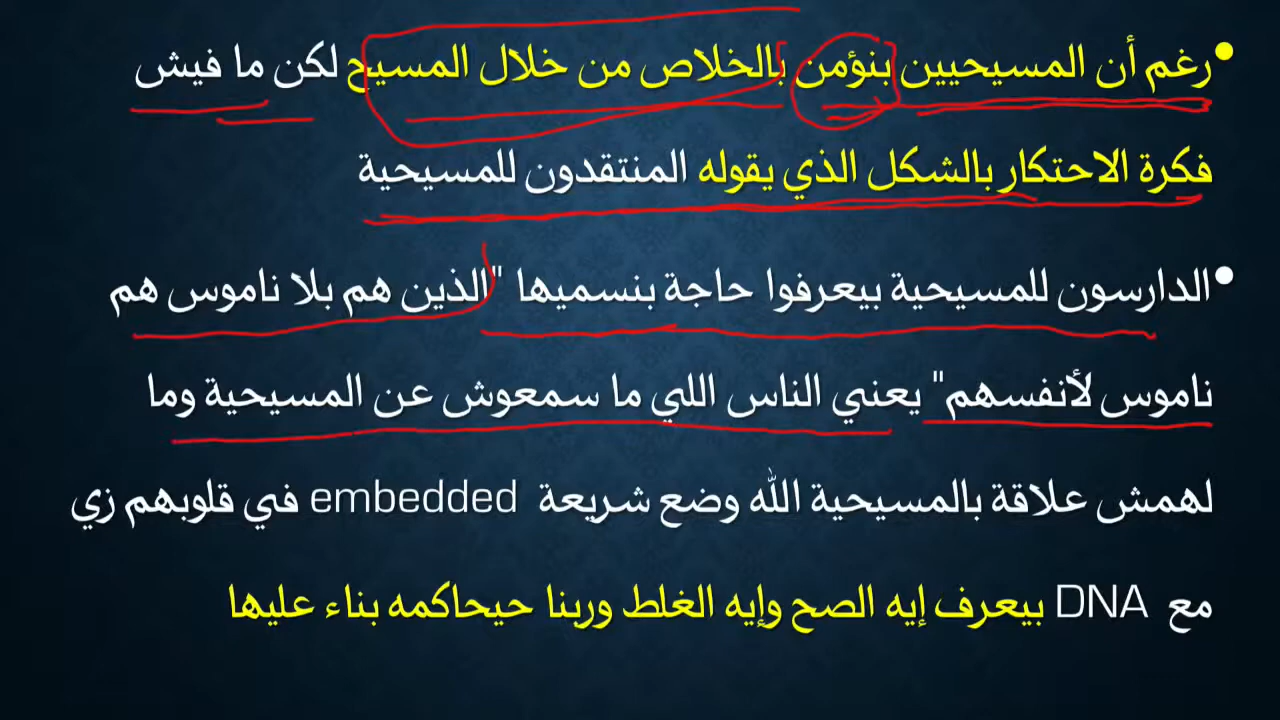 • رغم أن المسيحيين بنؤمن بالخلاص من خلال المسيح لكن ما فيش
فكرة الاحتكار بالشكل الذي يقوله المنتقدون للمسيحية
• الدارسون للمسيحية بيعرفوا حاجة بنسميها "الذين هم بلا ناموس هم
ناموس لأنفسهم" يعني الناس اللي ما سمعوش عن المسيحية وما
لهمش علاقة بالمسيحية الله وضع شريعة embedded في قلوبهم زي
مع DNA بيعرف إيه الصح وإيه الغلط وربنا حيحاكمه بناء عليها